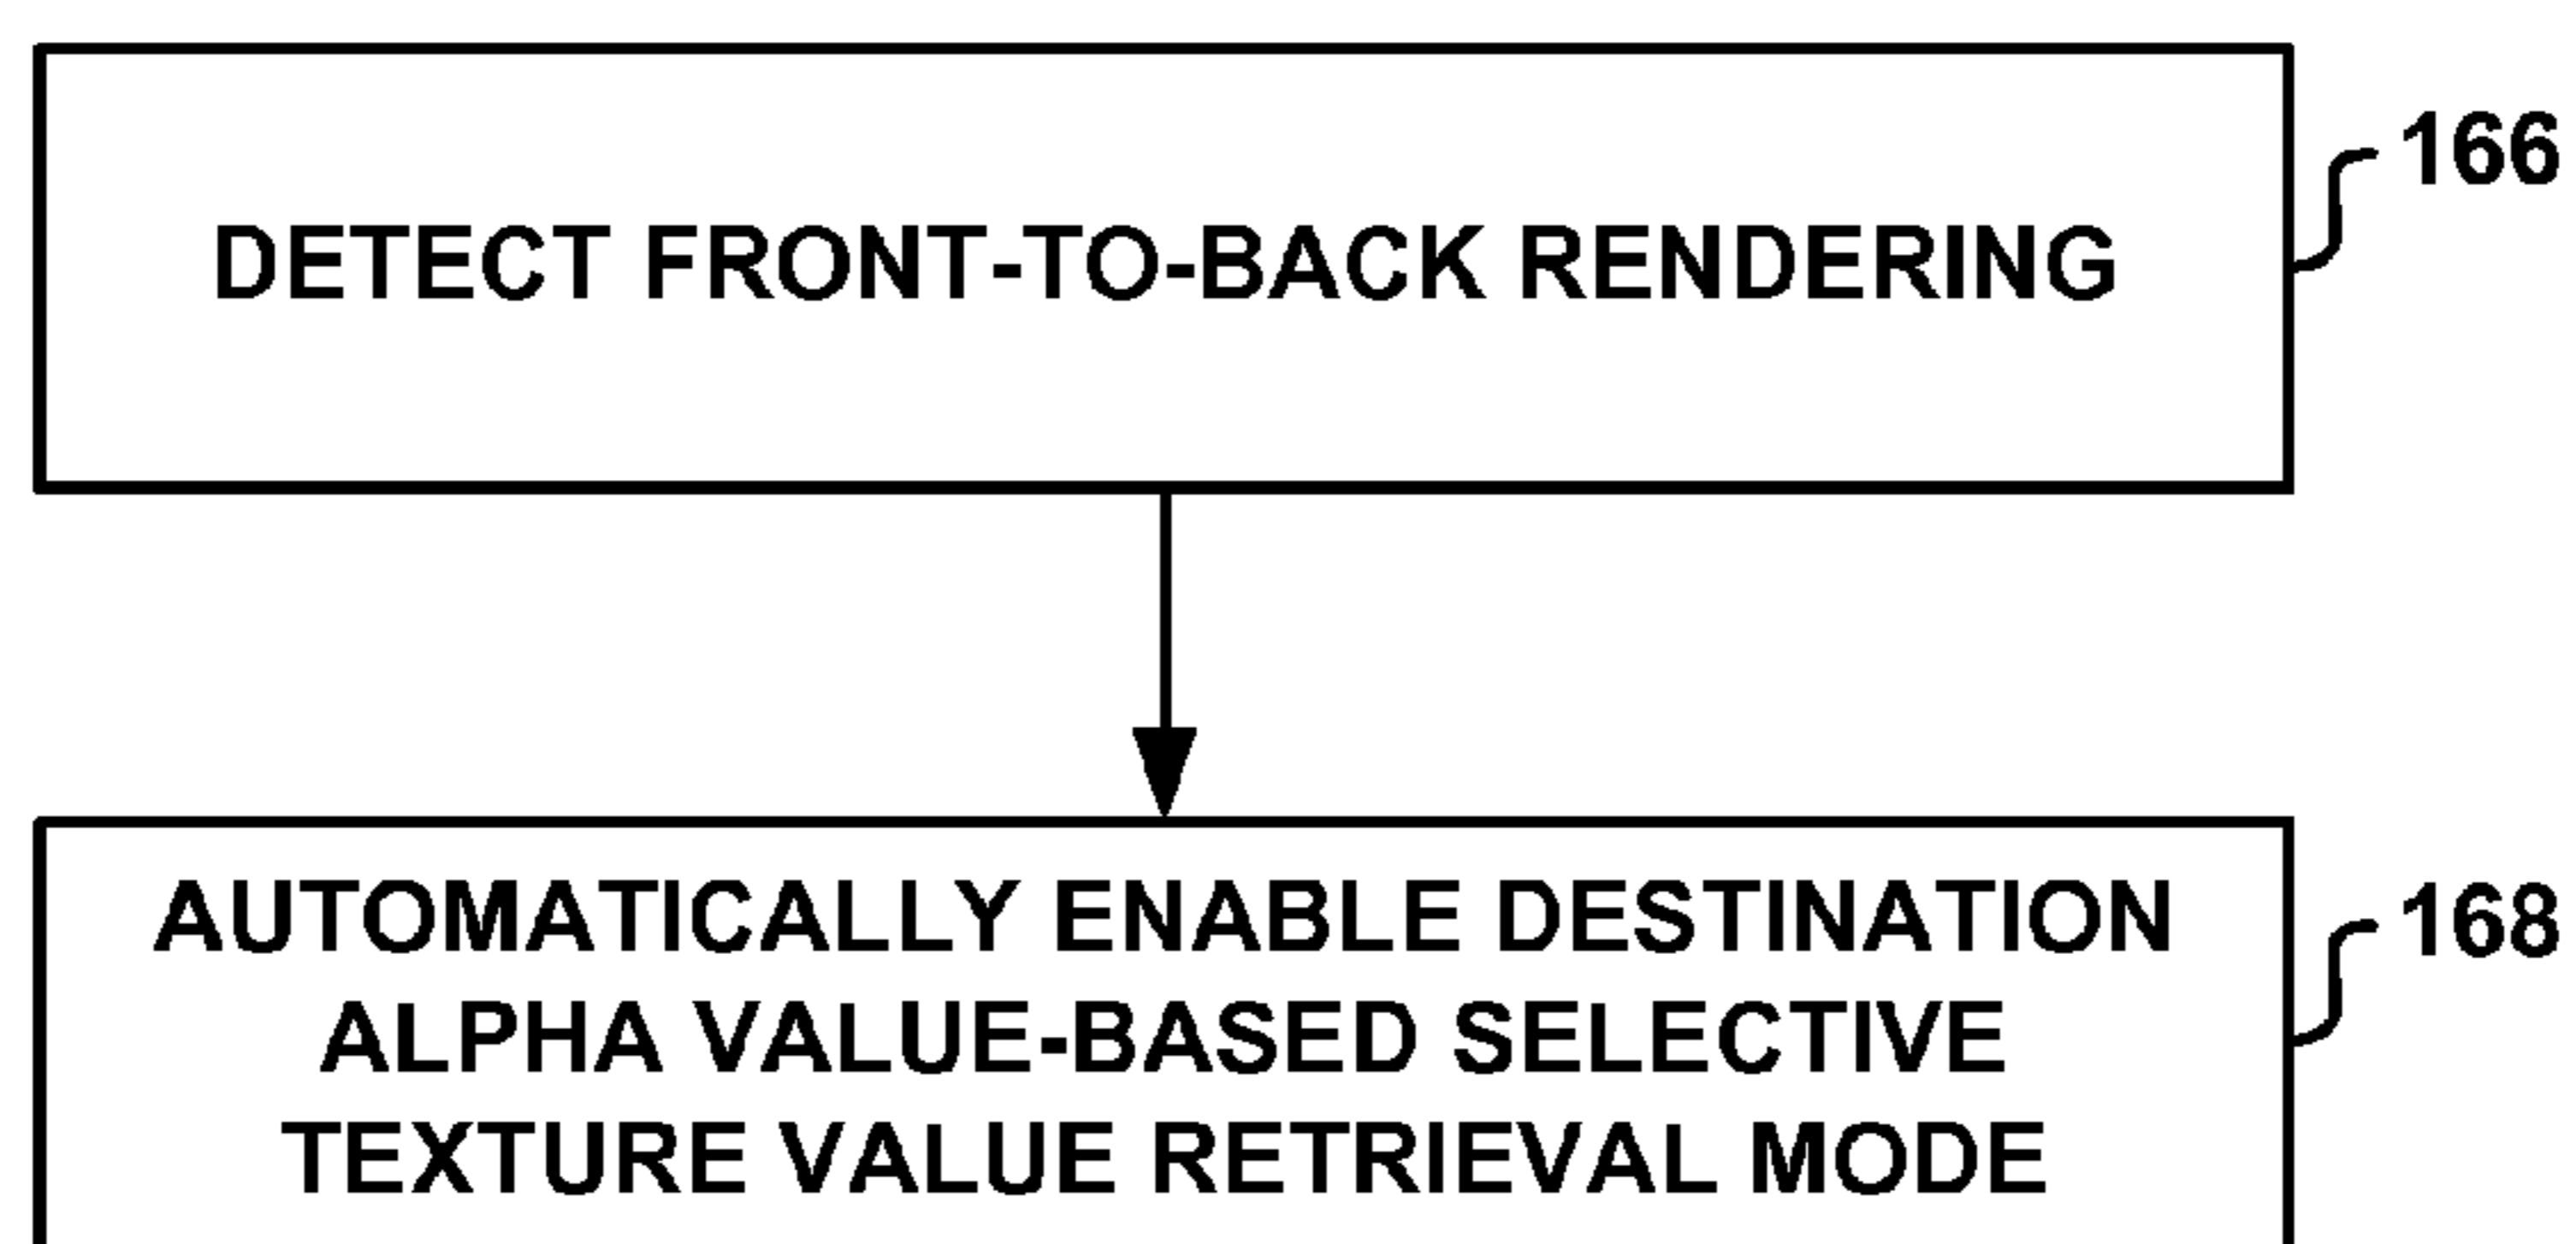 166
DETECT FRONT-TO-BACK RENDERING
168
AUTOMATICALLY ENABLE DESTINATION
ALPHA VALUE-BASED SELECTIVE
TEXTURE VALUE RETRIEVAL MODE